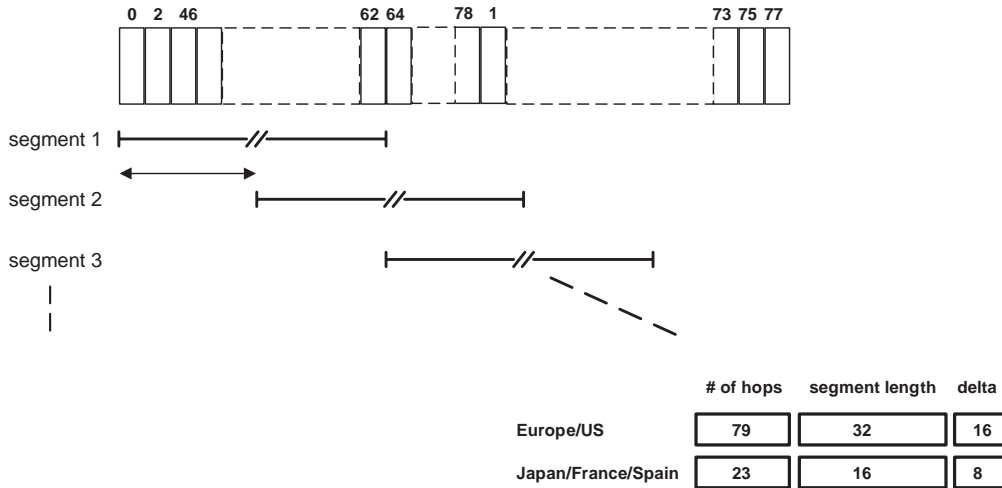 0 2 46 62 64 78 1 73 75 77
segment 1
segment 2
segment 3
# of hops segment length delta
Europe/US 79 32 16
Japan/France/Spain 23 16 8